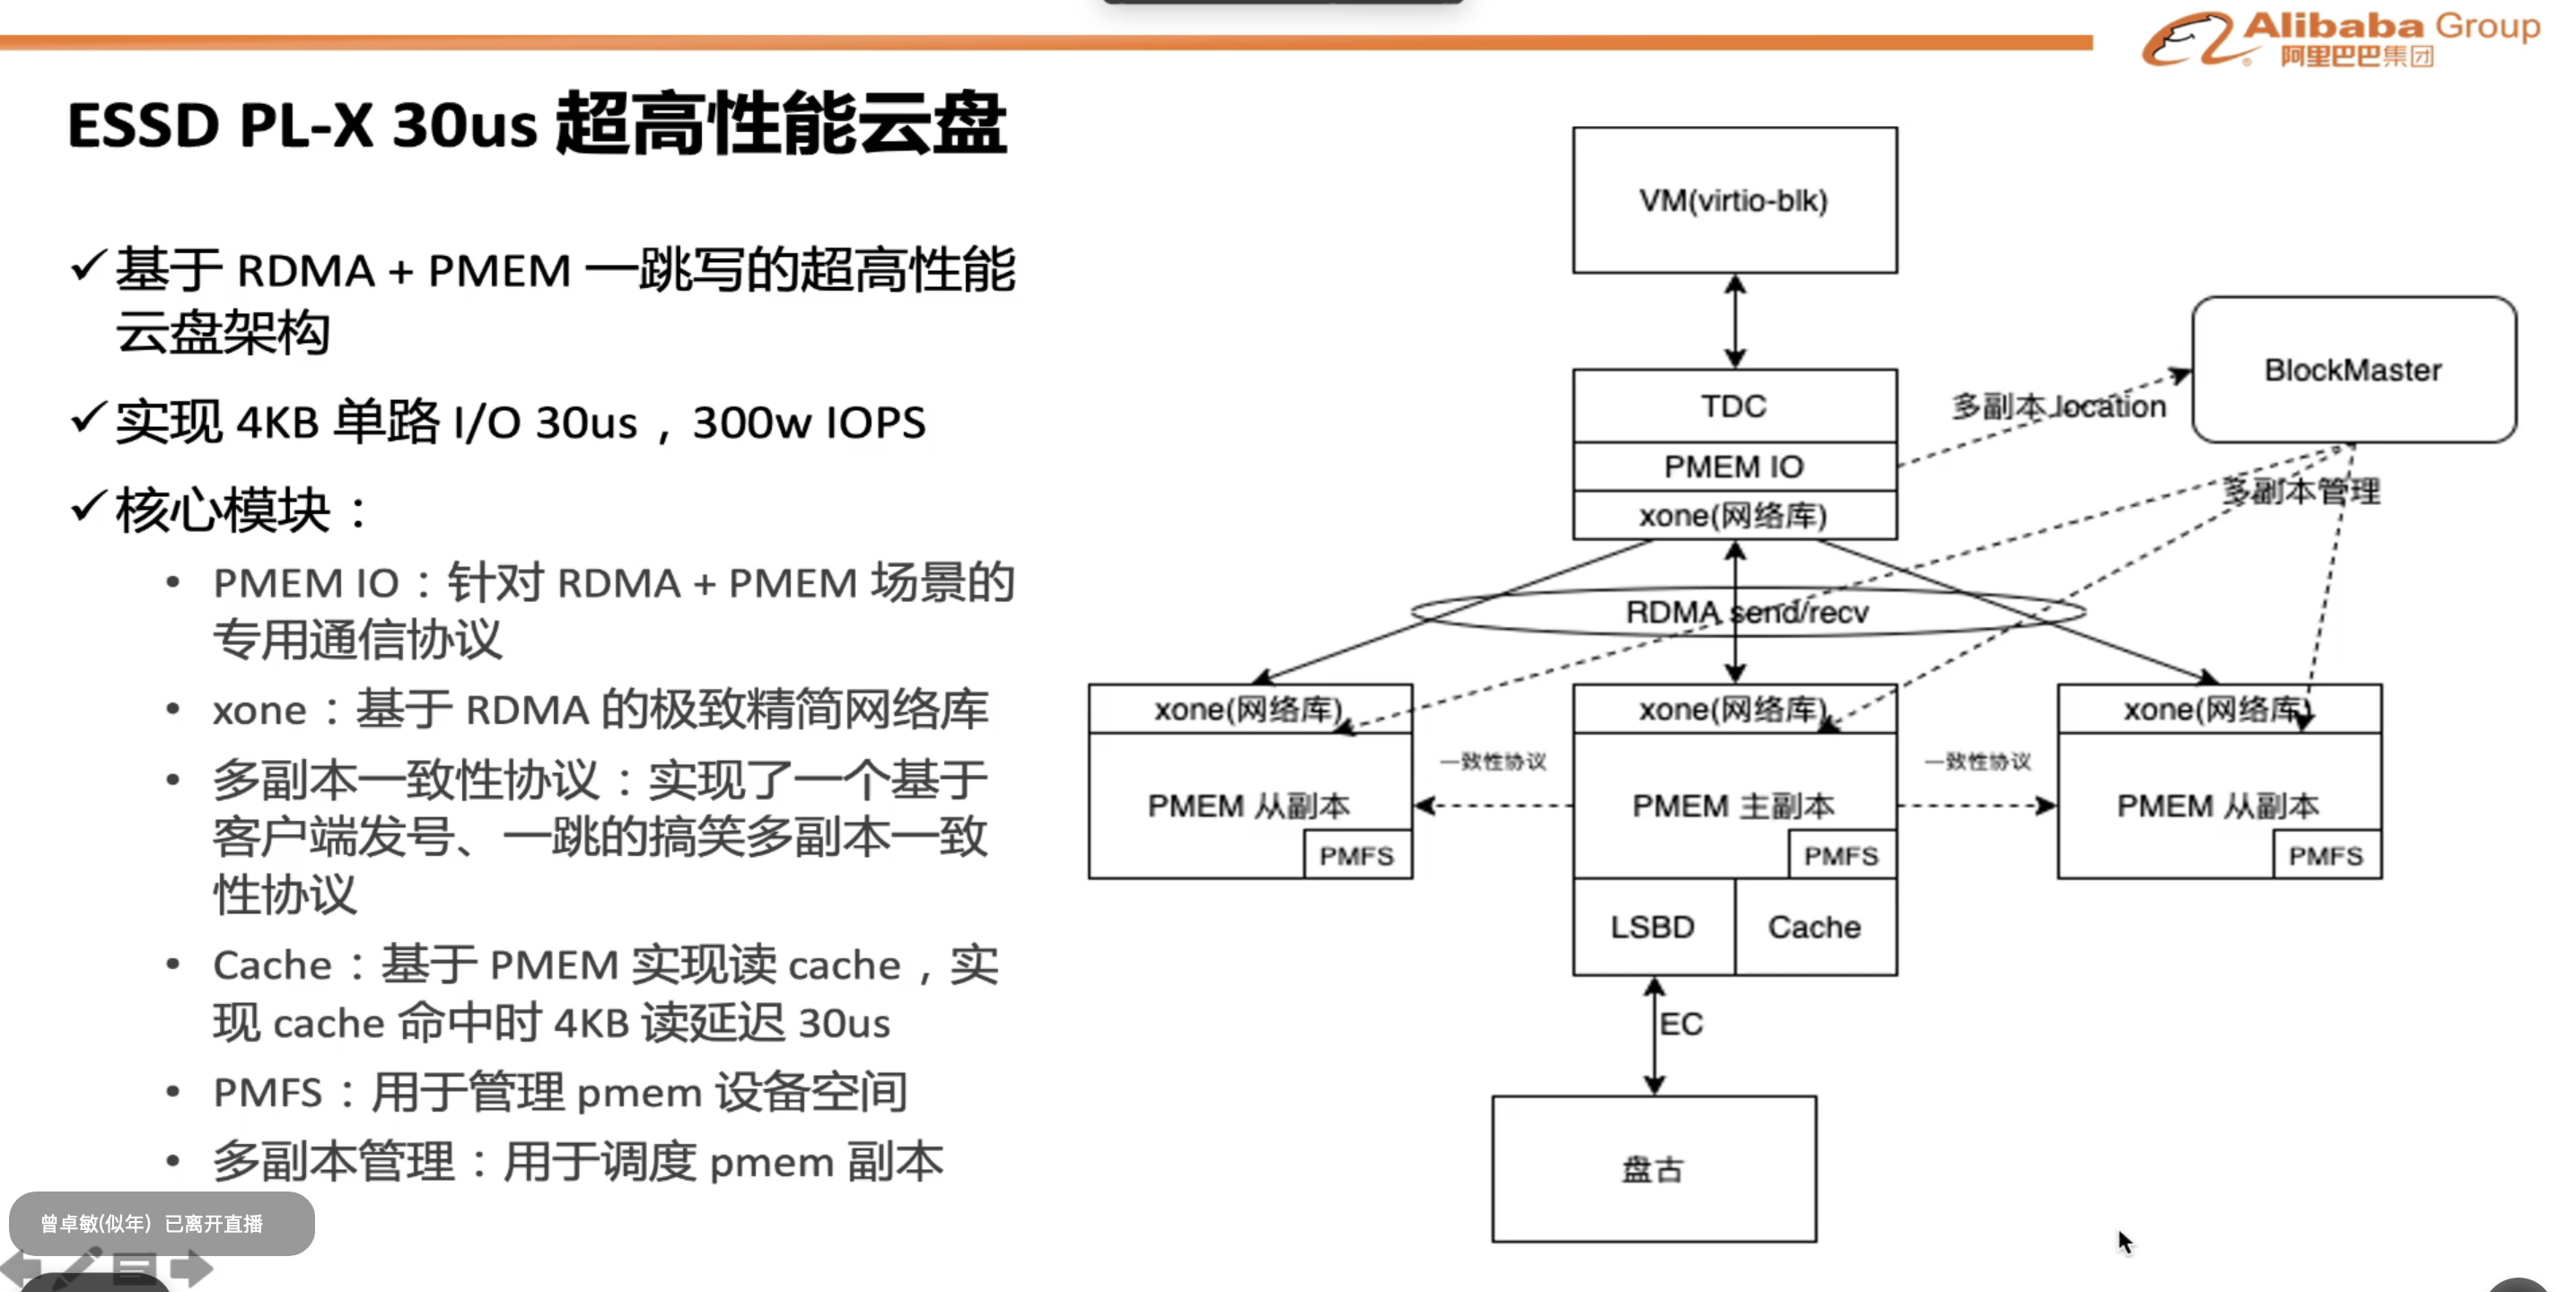 Alibaba Group
阿里巴巴集团
ESSD PL-X 30us 超高性能云盘
✓基于 RDMA + PMEM 一跳写的超高性能
云盘架构
✓实现 4KB 单路 I/O 30us，300w IOPS
✓核心模块：
• PMEM IO：针对 RDMA + PMEM 场景的
专用通信协议
• xone：基于 RDMA 的极致精简网络库
• 多副本一致性协议：实现了一个基于
客户端发号、一跳的搞笑多副本一致
性协议
• Cache：基于 PMEM 实现读 cache，实
现 cache 命中时 4KB 读延迟 30us
• PMFS：用于管理 pmem 设备空间
• 多副本管理：用于调度 pmem 副本
曾卓敏(似年) 已离开直播
VM(virtio-blk)
TDC
PMEM IO
xone(网络库)
多副本 location
BlockMaster
多副本管理
RDMA send/recv
xone(网络库)
PMEM 从副本
PMFS
一致性协议
xone(网络库)
PMEM 主副本
PMFS
LSBD
Cache
一致性协议
xone(网络库)
PMEM 从副本
PMFS
EC
盘古